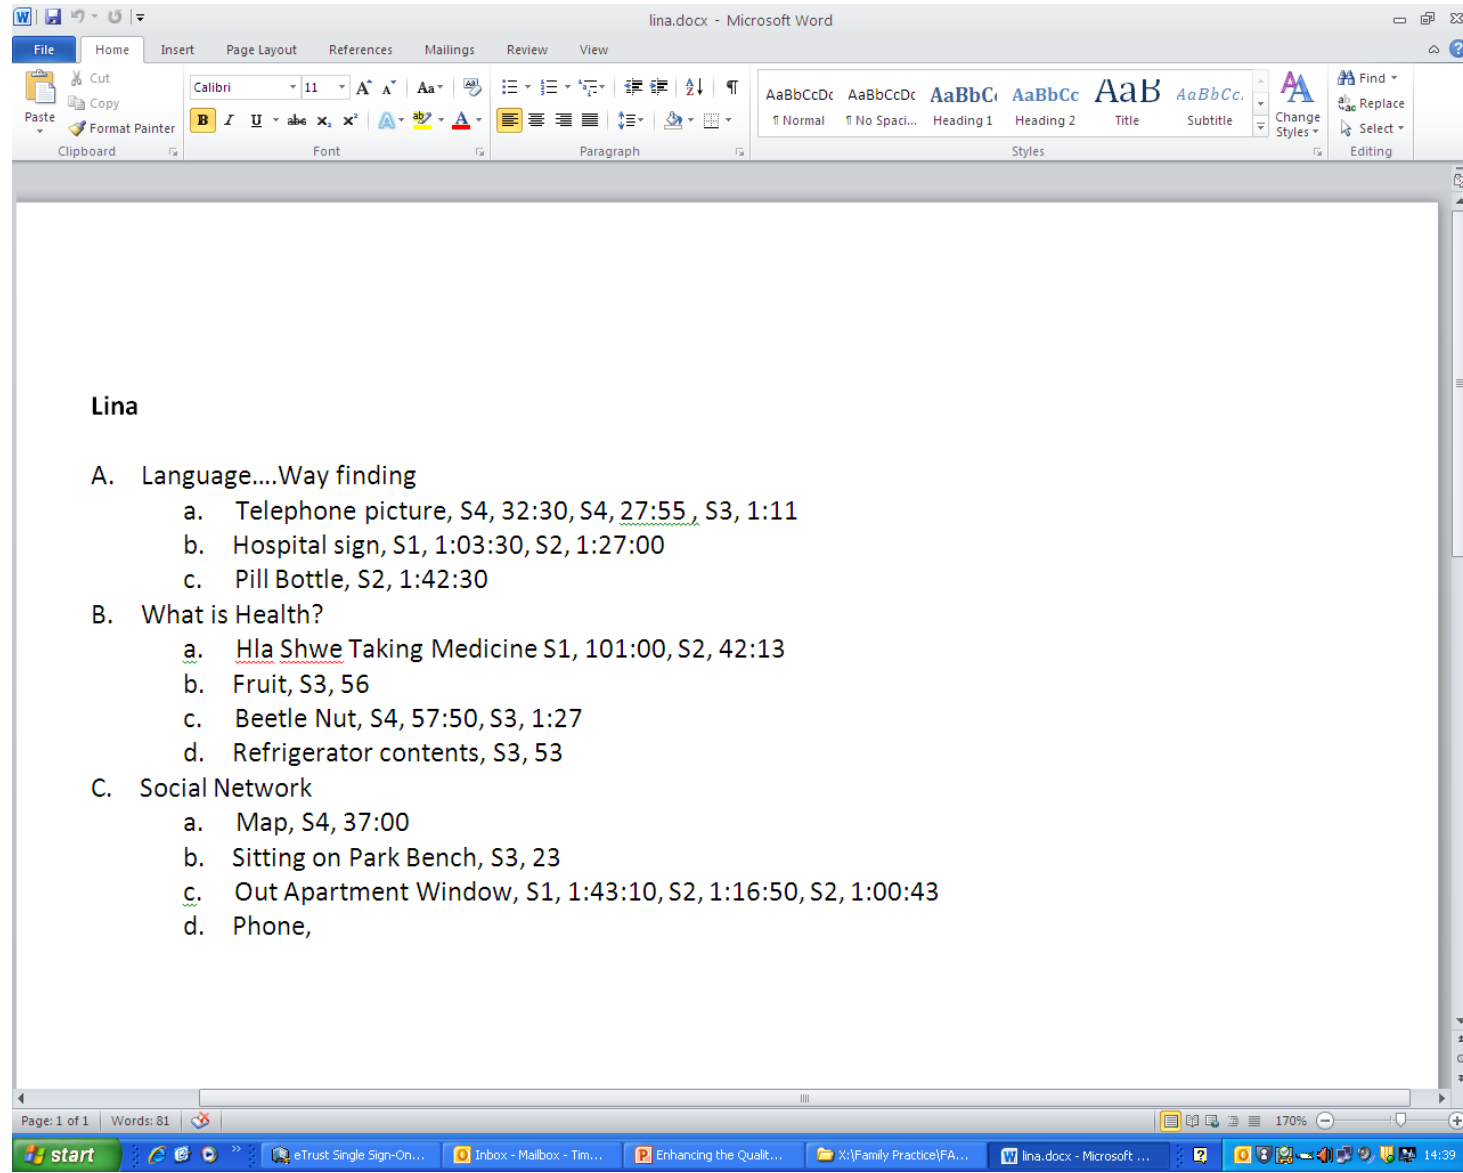 lina.docx - Microsoft Word
File Home Insert Page Layout References Mailings Review View
Paste
Cut
Copy
Format Painter
Clipboard
Calibri 11
Font
Paragraph
AaBbCcDc AaBbCcDc AaBbC AaBbCc AaB AaBbCc.
¶ Normal ¶ No Spaci... Heading 1 Heading 2 Title Subtitle
Change Styles
Styles
Find
Replace
Select
Editing
Lina
A. Language....Way finding
a. Telephone picture, S4, 32:30, S4, 27:55 , S3, 1:11
b. Hospital sign, S1, 1:03:30, S2, 1:27:00
c. Pill Bottle, S2, 1:42:30
B. What is Health?
a. Hla Shwe Taking Medicine S1, 101:00, S2, 42:13
b. Fruit, S3, 56
c. Beetle Nut, S4, 57:50, S3, 1:27
d. Refrigerator contents, S3, 53
C. Social Network
a. Map, S4, 37:00
b. Sitting on Park Bench, S3, 23
c. Out Apartment Window, S1, 1:43:10, S2, 1:16:50, S2, 1:00:43
d. Phone,
Page: 1 of 1 Words: 81 170%
start eTrust Single Sign-On... Inbox - Mailbox - Tim... Enhancing the Qualit... X:\Family Practice\FA... lina.docx - Microsoft ... 14:39